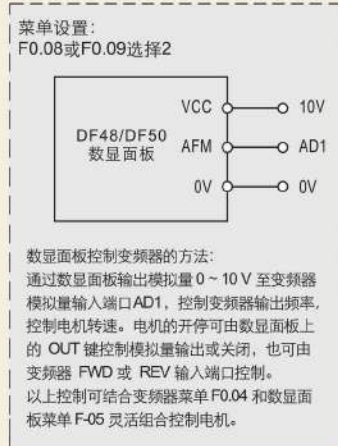 菜单设置：
F0.08或F0.09选择2
VCC 10V
DF48/DF50 AFM AD1
数显面板
0V 0V
数显面板控制变频器的方法：
通过数显面板输出模拟量 0 ~ 10 V 至变频器
模拟量输入端口AD1，控制变频器输出频率,
控制电机转速。电机的开停可由数显面板上
的 OUT 键控制模拟量输出或关闭，也可由
变频器 FWD 或 REV 输入端口控制。
以上控制可结合变频器菜单 F0.04 和数显面
板菜单 F-05 灵活组合控制电机。